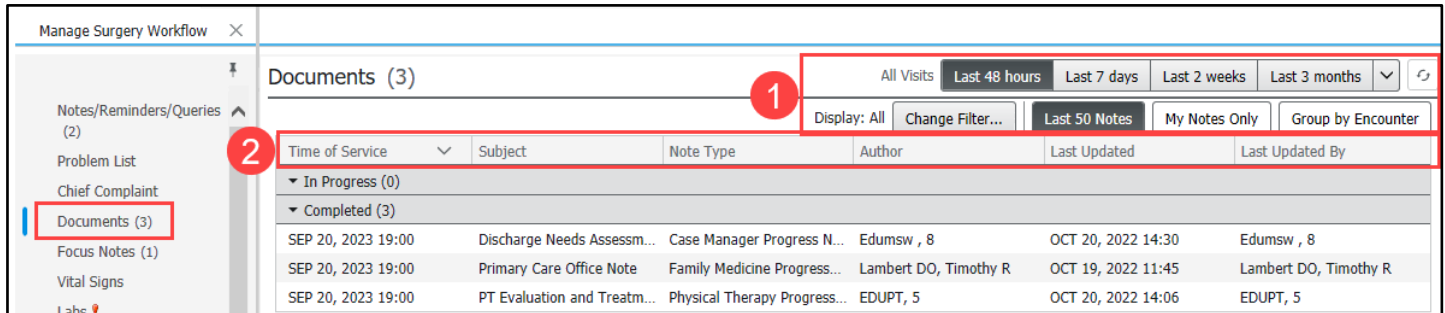 Manage Surgery Workflow
Notes/Reminders/Queries
(2)
Problem List
Chief Complaint
Documents (3)
Focus Notes (1)
Vital Signs
Labs
Documents (3)
1
All Visits Last 48 hours Last 7 days Last 2 weeks Last 3 months
Display: All Change Filter... Last 50 Notes My Notes Only Group by Encounter
2
Time of Service Subject Note Type Author Last Updated Last Updated By
In Progress (0)
Completed (3)
SEP 20, 2023 19:00 Discharge Needs Assessm... Case Manager Progress N... Edumsw , 8 OCT 20, 2022 14:30 Edumsw , 8
SEP 20, 2023 19:00 Primary Care Office Note Family Medicine Progress... Lambert DO, Timothy R OCT 19, 2022 11:45 Lambert DO, Timothy R
SEP 20, 2023 19:00 PT Evaluation and Treatm... Physical Therapy Progress... EDUPT, 5 OCT 20, 2022 14:06 EDUPT, 5